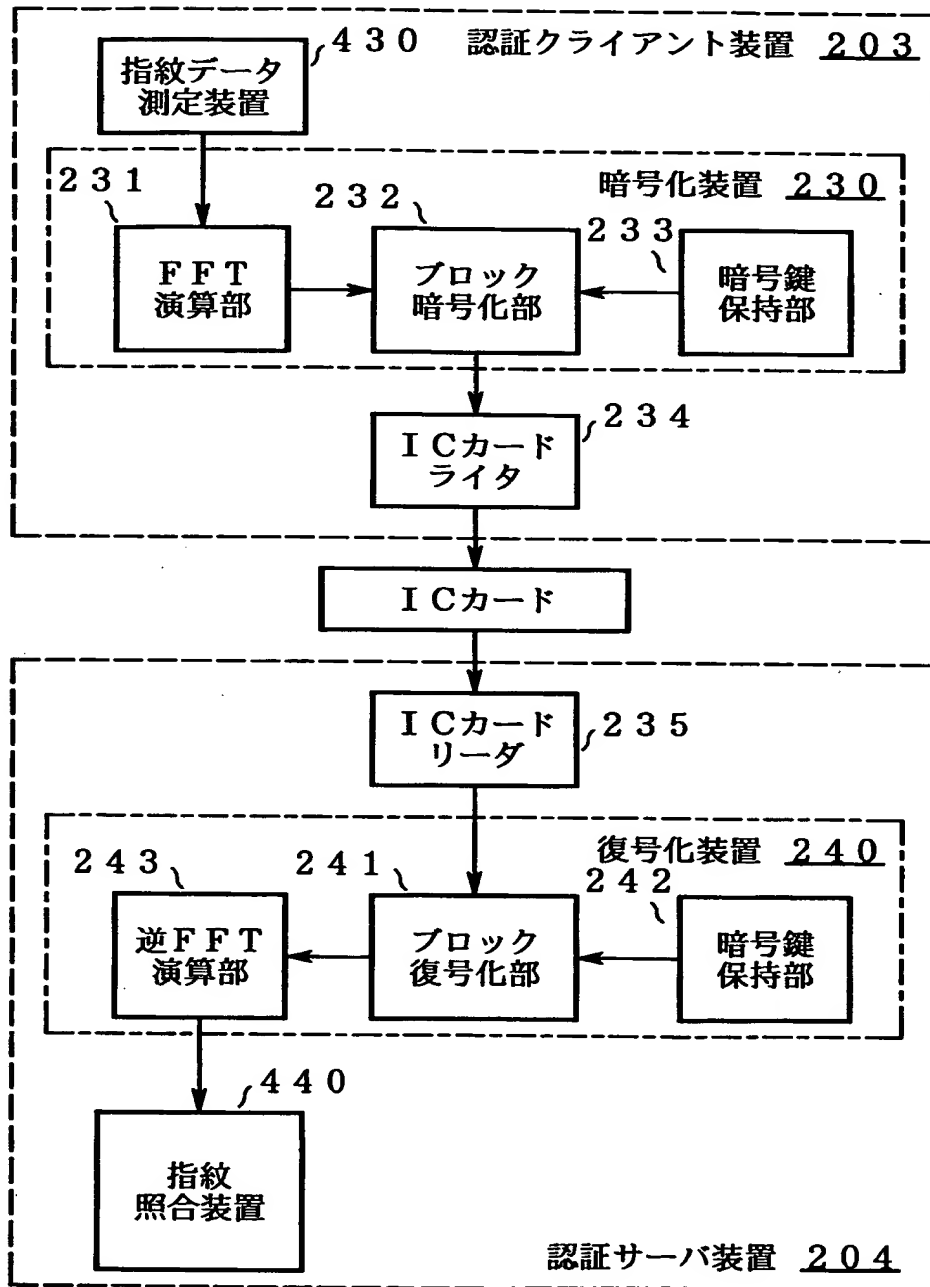 430
認証クライアント装置 203
指紋データ
測定装置
231
232
暗号化装置 230
233
ＦＦＴ
演算部
ブロック
暗号化部
暗号鍵
保持部
234
ＩＣカード
ライタ
ＩＣカード
ＩＣカード
リーダ
235
復号化装置 240
243
241
242
逆ＦＦＴ
演算部
ブロック
復号化部
暗号鍵
保持部
440
指紋
照合装置
認証サーバ装置 204